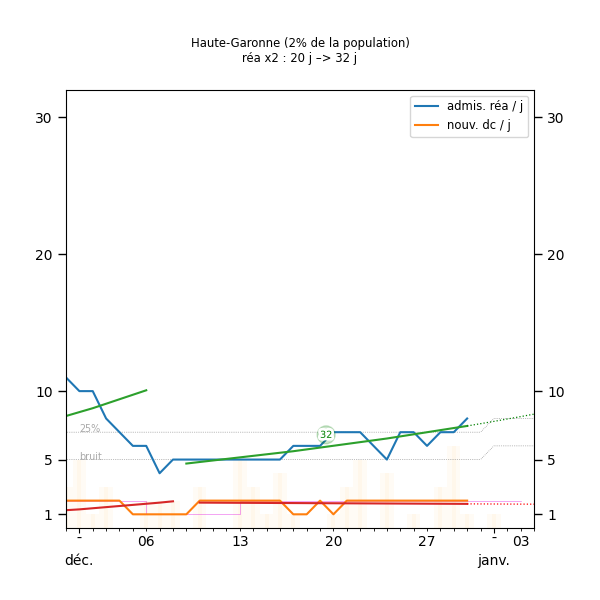 Haute-Garonne (2% de la population)
réa x2 : 20 j –> 32 j
admis. réa / j
nouv. dc / j
30
30
20
20
10
10
25%
32
bruit
5
5
1
1
- 06 13 20 27 - 03
déc. janv.